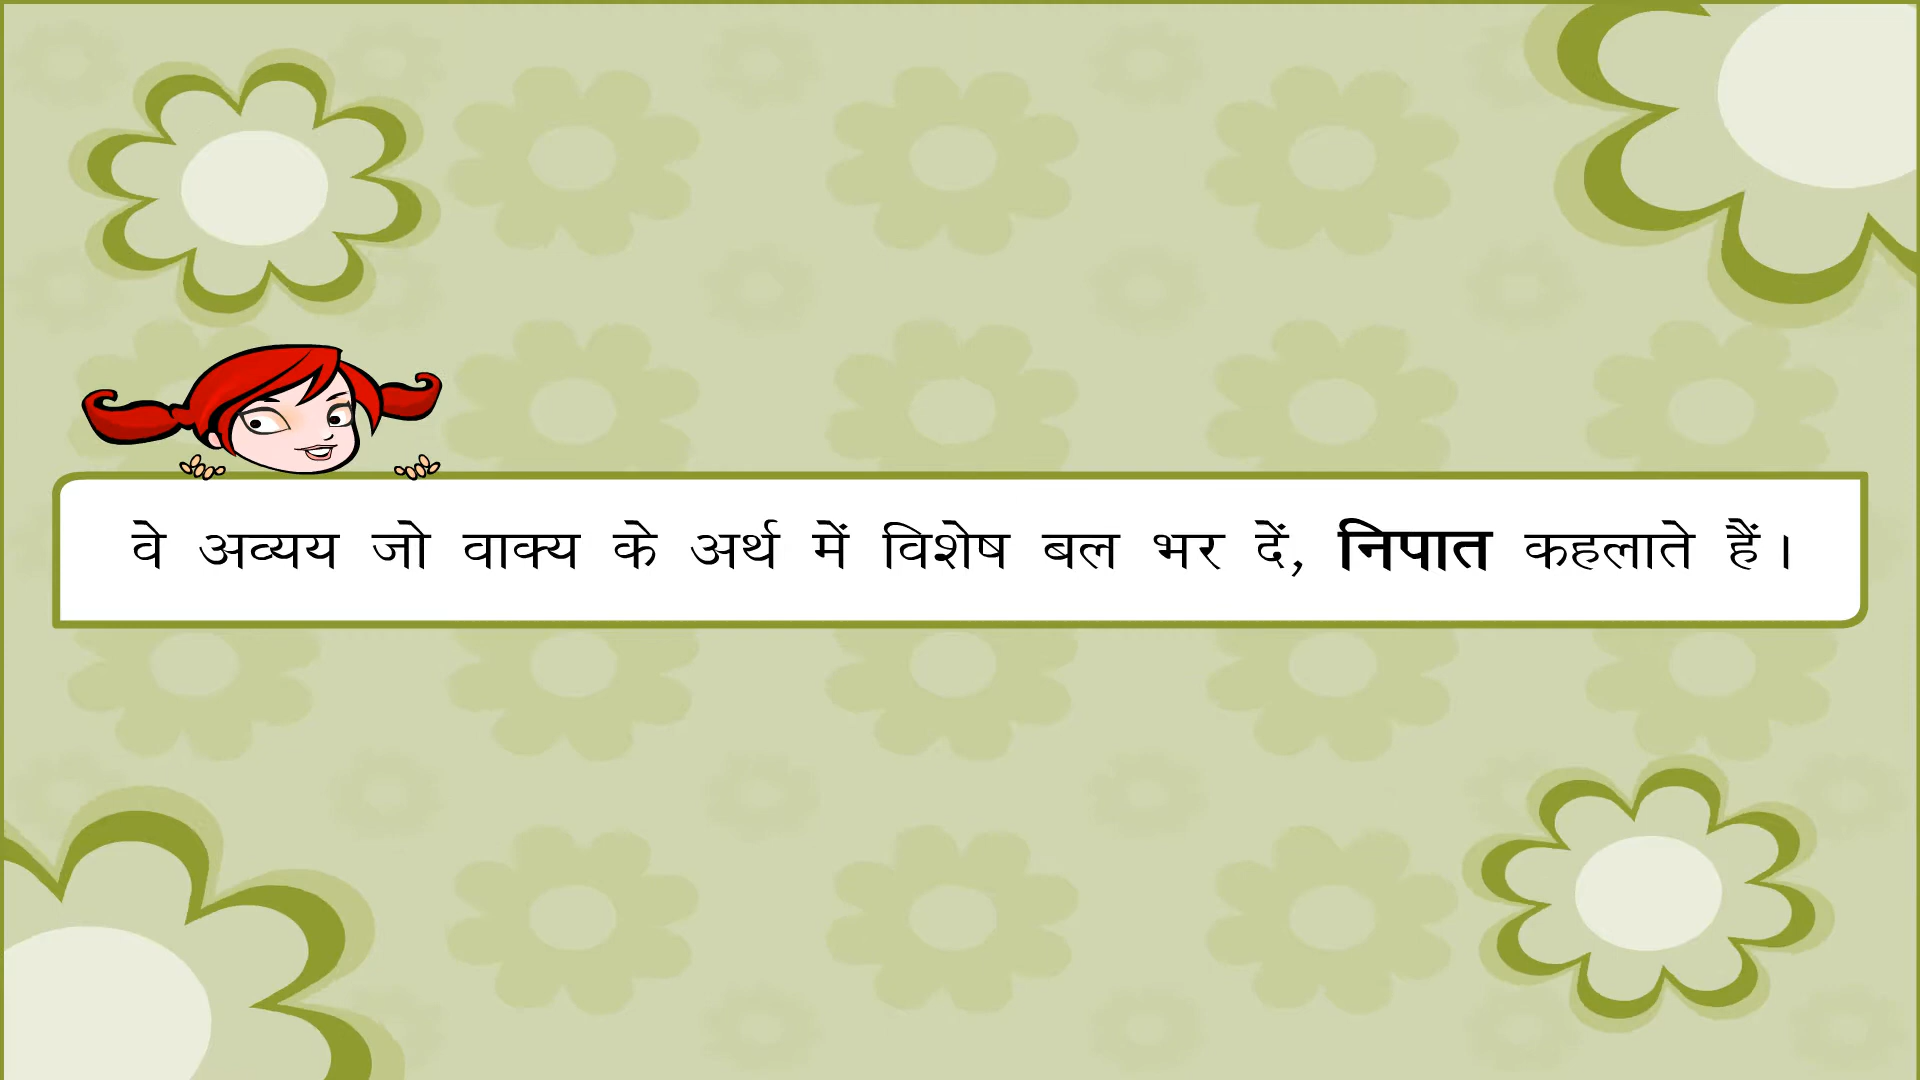 वे अव्यय जो वाक्य के अर्थ में विशेष बल भर दें, निपात कहलाते हैं।